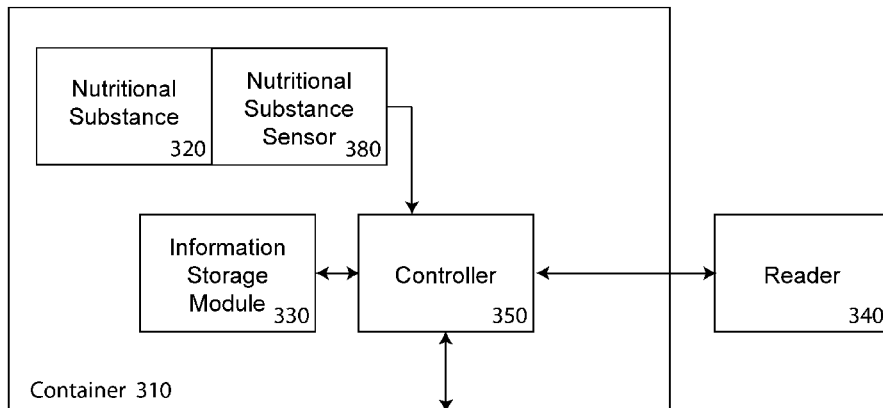 Nutritional
Substance
320
Nutritional
Substance
Sensor
380
Information
Storage
Module
330
Controller
350
Reader
340
Container 310